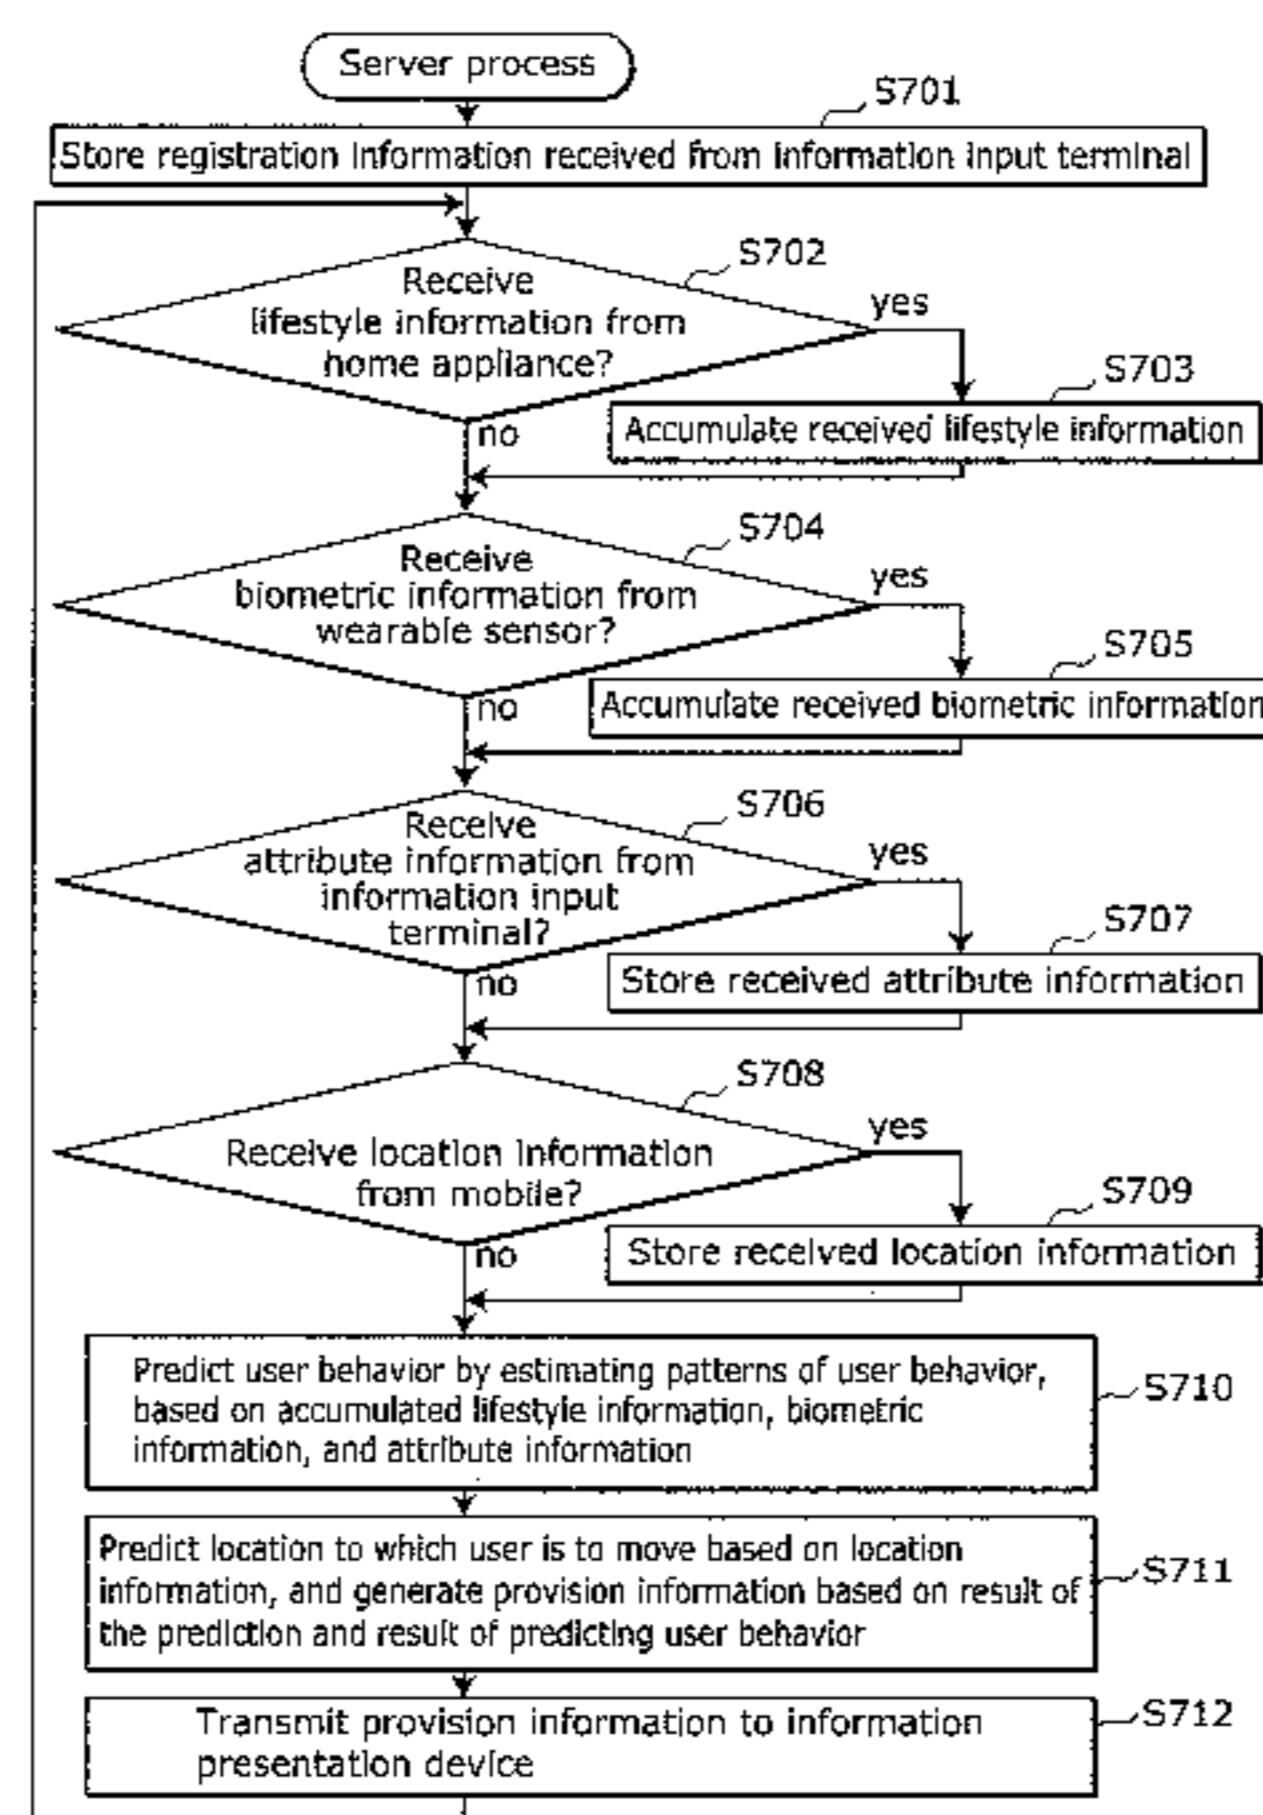 Server process
S701
Store registration information received from information input terminal
S702
Receive
lifestyle information from
home appliance?
yes
no
S703
Accumulate received lifestyle information
S704
Receive
biometric information from
wearable sensor?
yes
no
S705
Accumulate received biometric information
S706
Receive
attribute information from
information input
terminal?
yes
no
S707
Store received attribute information
S708
Receive location information
from mobile?
yes
no
S709
Store received location information
Predict user behavior by estimating patterns of user behavior,
based on accumulated lifestyle information, biometric
information, and attribute information
S710
Predict location to which user is to move based on location
information, and generate provision information based on result of
the prediction and result of predicting user behavior
S711
Transmit provision information to information
presentation device
S712